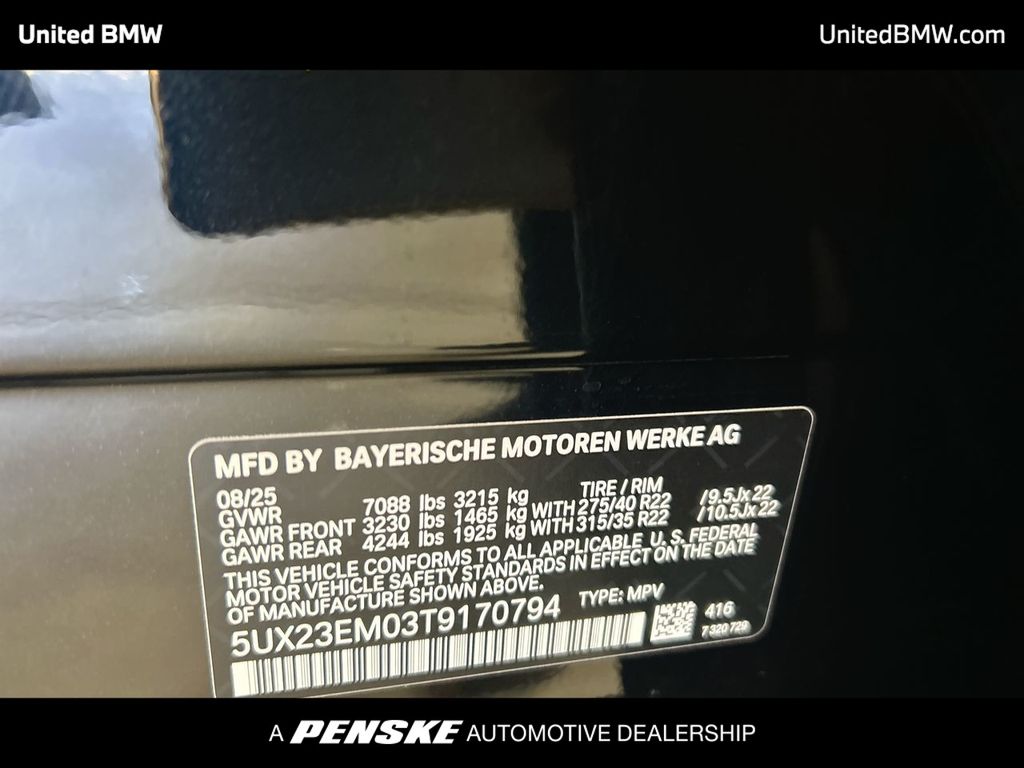 United BMW
UnitedBMW.com
MFD BY BAYERISCHE MOTOREN WERKE AG
08/25 TIRE / RIM
GVWR 7088 lbs 3215 kg
GAWR FRONT 3230 lbs 1465 kg WITH 275/40 R22 /9.5Jx22
GAWR REAR 4244 lbs 1925 kg WITH 315/35 R22 /10.5Jx22
THIS VEHICLE CONFORMS TO ALL APPLICABLE U. S. FEDERAL
MOTOR VEHICLE SAFETY STANDARDS IN EFFECT ON THE DATE
OF MANUFACTURE SHOWN ABOVE.
TYPE: MPV
5UX23EM03T9170794
416
7 320 729
A PENSKE AUTOMOTIVE DEALERSHIP